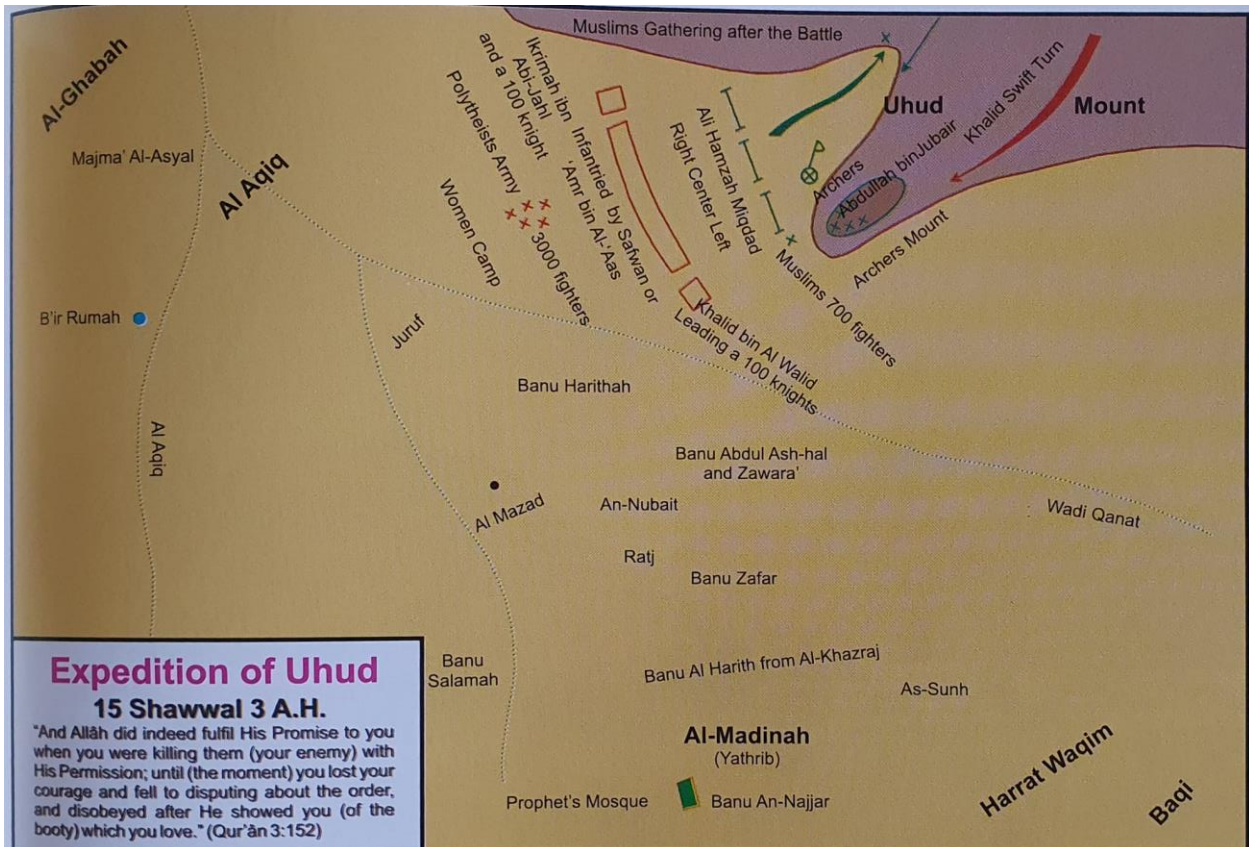 Muslims Gathering after the Battle
Al-Ghabah
Majma' Al-Asyal
Al Aqiq
B'ir Rumah
Al Aqiq
Juruf
Women Camp
Polytheists Army
3000 fighters
Ikrimah ibn
Abi-Jahl
and a 100 knight
Infantried by Safwan or
'Amr bin Al-'Aas
Khalid bin Al Walid
Leading a 100 knights
Ali Hamzah Miqdad
Right Center Left
Muslims 700 fighters
Archers
Abdullah binJubair
Archers Mount
Uhud
Khalid Swift Turn
Mount
Banu Harithah
Banu Abdul Ash-hal
and Zawara'
Al Mazad
An-Nubait
Wadi Qanat
Ratj
Banu Zafar
Banu
Salamah
Banu Al Harith from Al-Khazraj
As-Sunh
Al-Madinah
(Yathrib)
Prophet's Mosque
Banu An-Najjar
Harrat Waqim
Baqi
Expedition of Uhud
15 Shawwal 3 A.H.
"And Allâh did indeed fulfil His Promise to you
when you were killing them (your enemy) with
His Permission; until (the moment) you lost your
courage and fell to disputing about the order,
and disobeyed after He showed you (of the
booty) which you love." (Qur'ân 3:152)